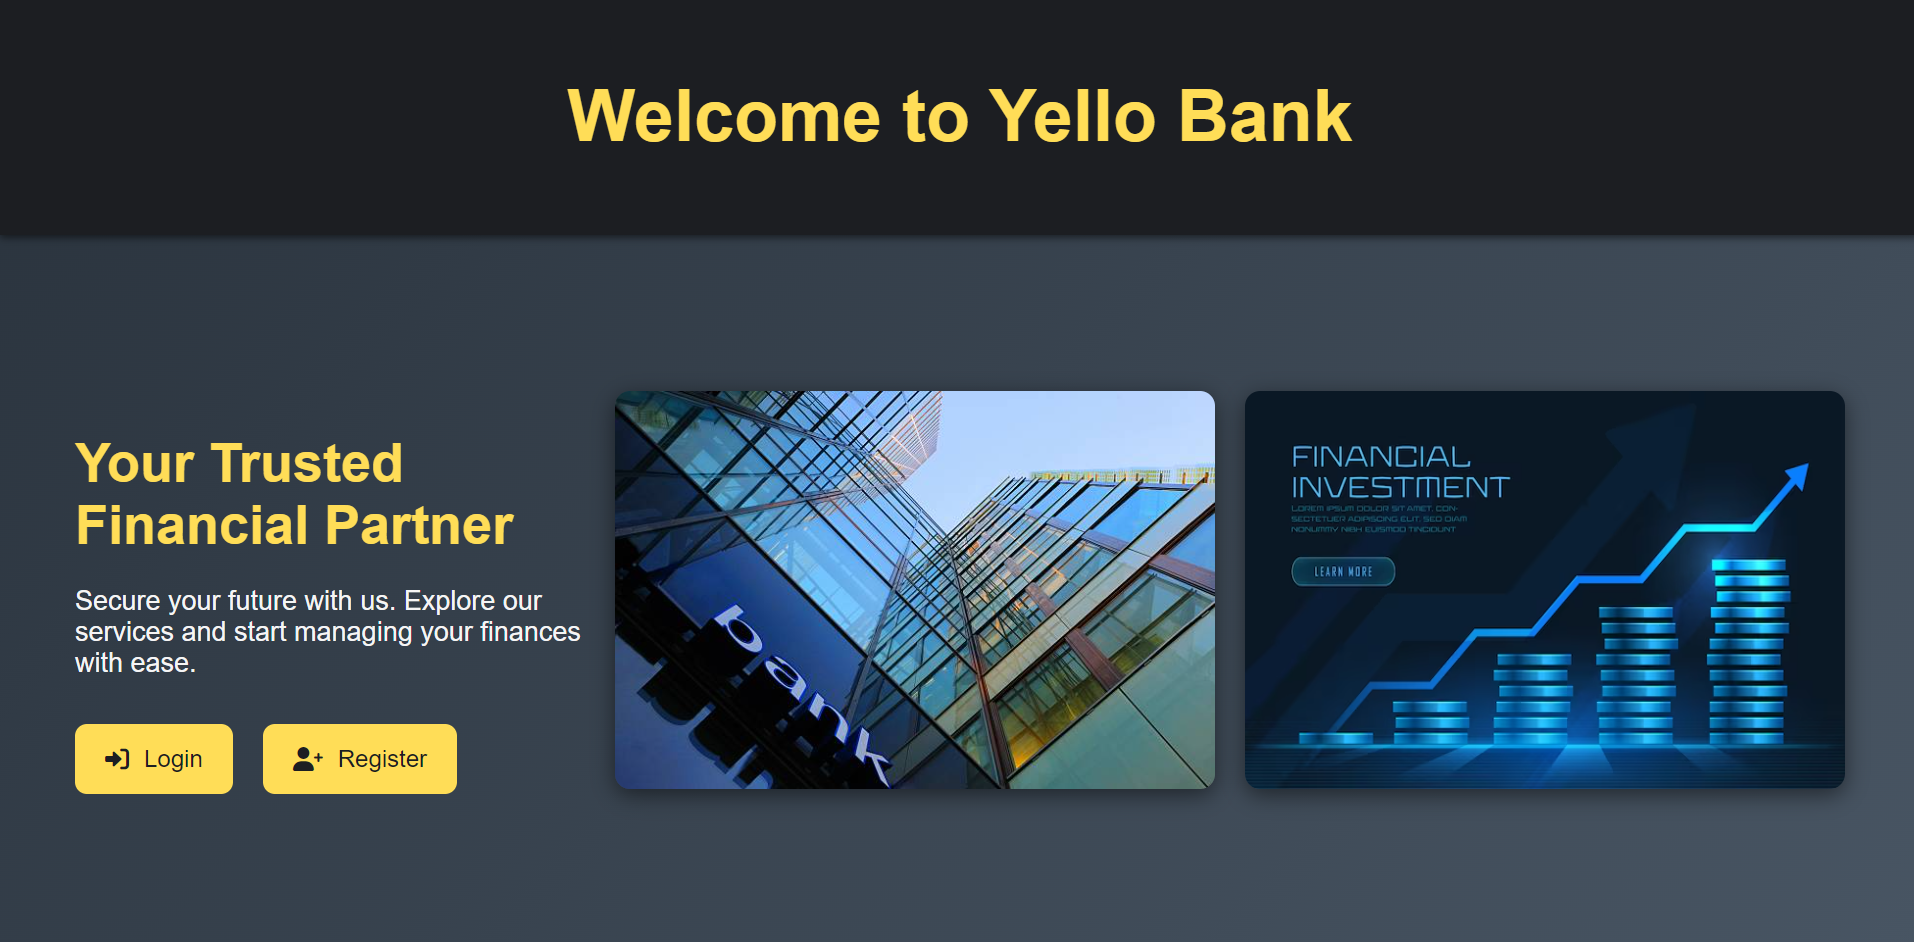 Welcome to Yello Bank
Your Trusted
Financial Partner
Secure your future with us. Explore our
services and start managing your finances
with ease.
Login
Register
bank
FINANCIAL
INVESTMENT
LOREM IPSUM DOLOR SIT AMET, CON-
SECTETUER ADIPISCING ELIT, SED DIAM
NONUMMY NIBH EUISMOD TINCIDUNT
LEARN MORE